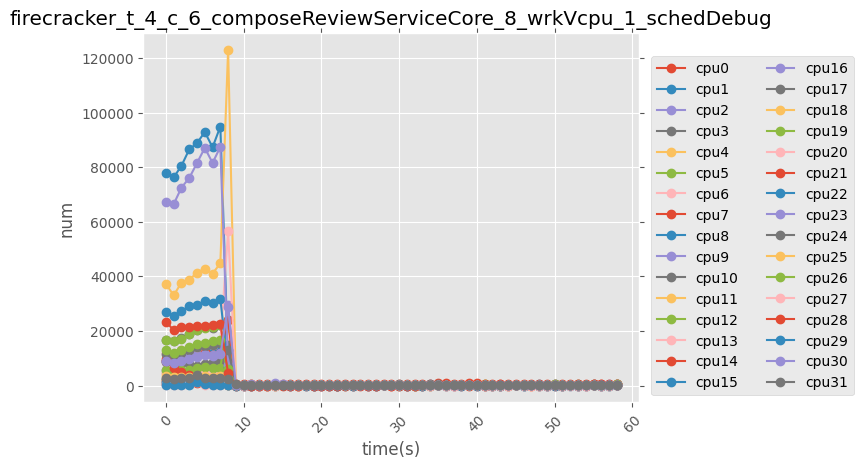 firecracker_t_4_c_6_composeReviewServiceCore_8_wrkVcpu_1_schedDebug
num
120000
100000
80000
60000
40000
20000
0
0
10
20
30
40
50
60
time(s)
cpu0
cpu1
cpu2
cpu3
cpu4
cpu5
cpu6
cpu7
cpu8
cpu9
cpu10
cpu11
cpu12
cpu13
cpu14
cpu15
cpu16
cpu17
cpu18
cpu19
cpu20
cpu21
cpu22
cpu23
cpu24
cpu25
cpu26
cpu27
cpu28
cpu29
cpu30
cpu31